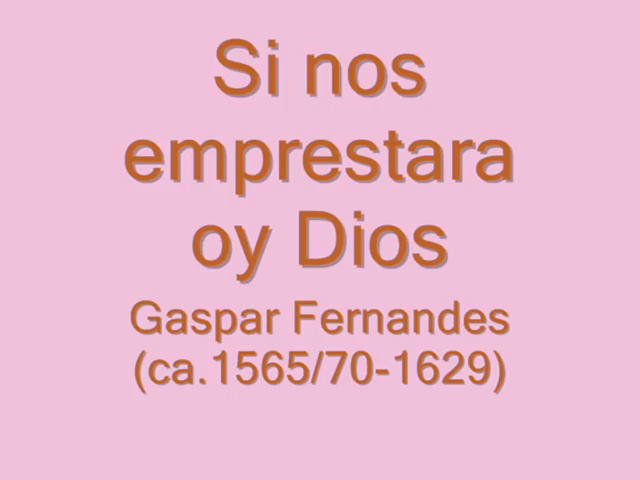 Si nos
emprestara
oy Dios
Gaspar Fernandes
(ca.1565/70-1629)